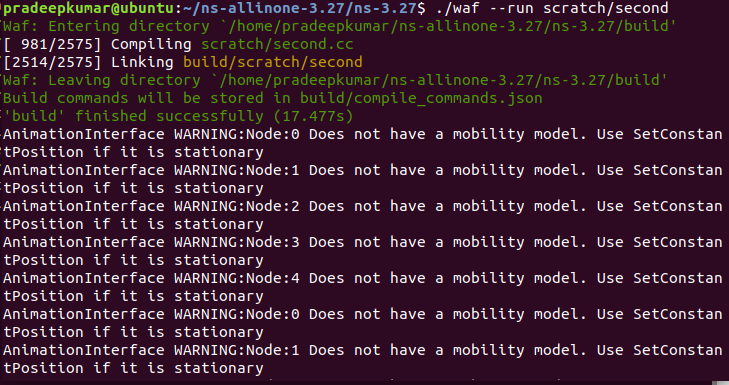 pradeepkumar@ubuntu:~/ns-allinone-3.27/ns-3.27$ ./waf --run scratch/second
Waf: Entering directory `/home/pradeepkumar/ns-allinone-3.27/ns-3.27/build'
[ 981/2575] Compiling scratch/second.cc
[2514/2575] Linking build/scratch/second
Waf: Leaving directory `/home/pradeepkumar/ns-allinone-3.27/ns-3.27/build'
Build commands will be stored in build/compile_commands.json
'build' finished successfully (17.477s)
AnimationInterface WARNING:Node:0 Does not have a mobility model. Use SetConstan
tPosition if it is stationary
AnimationInterface WARNING:Node:1 Does not have a mobility model. Use SetConstan
tPosition if it is stationary
AnimationInterface WARNING:Node:2 Does not have a mobility model. Use SetConstan
tPosition if it is stationary
AnimationInterface WARNING:Node:3 Does not have a mobility model. Use SetConstan
tPosition if it is stationary
AnimationInterface WARNING:Node:4 Does not have a mobility model. Use SetConstan
tPosition if it is stationary
AnimationInterface WARNING:Node:0 Does not have a mobility model. Use SetConstan
tPosition if it is stationary
AnimationInterface WARNING:Node:1 Does not have a mobility model. Use SetConstan
tPosition if it is stationary